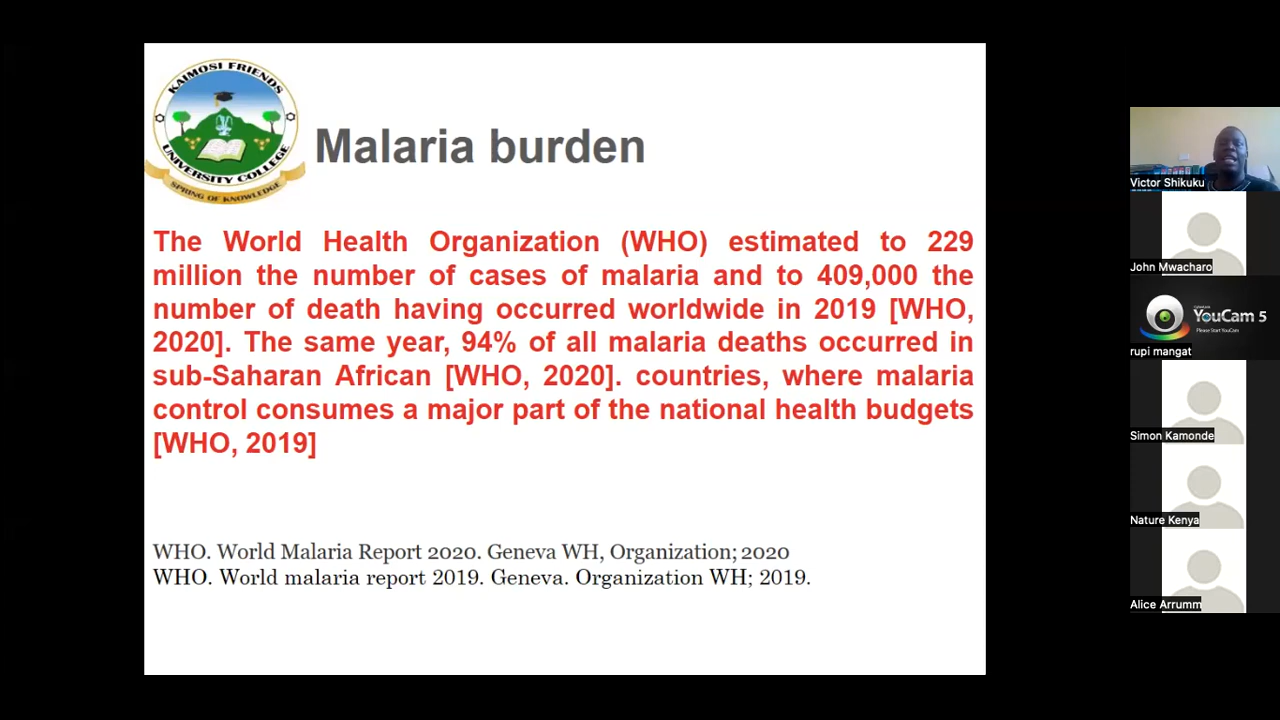 KAIMOSI FRIENDS
UNIVERSITY COLLEGE
SPRING OF KNOWLEDGE
Malaria burden
The World Health Organization (WHO) estimated to 229
million the number of cases of malaria and to 409,000 the
number of death having occurred worldwide in 2019 [WHO,
2020]. The same year, 94% of all malaria deaths occurred in
sub-Saharan African [WHO, 2020]. countries, where malaria
control consumes a major part of the national health budgets
[WHO, 2019]
WHO. World Malaria Report 2020. Geneva WH, Organization; 2020
WHO. World malaria report 2019. Geneva. Organization WH; 2019.
Victor Shikuku
John Mwacharo
YouCam 5
Please Start YouCam
rupi mangat
Simon Kamonde
Nature Kenya
Alice Arrumm